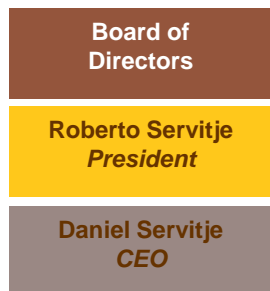 Board of
Directors
Roberto Servitje
President
Daniel Servitje
CEO